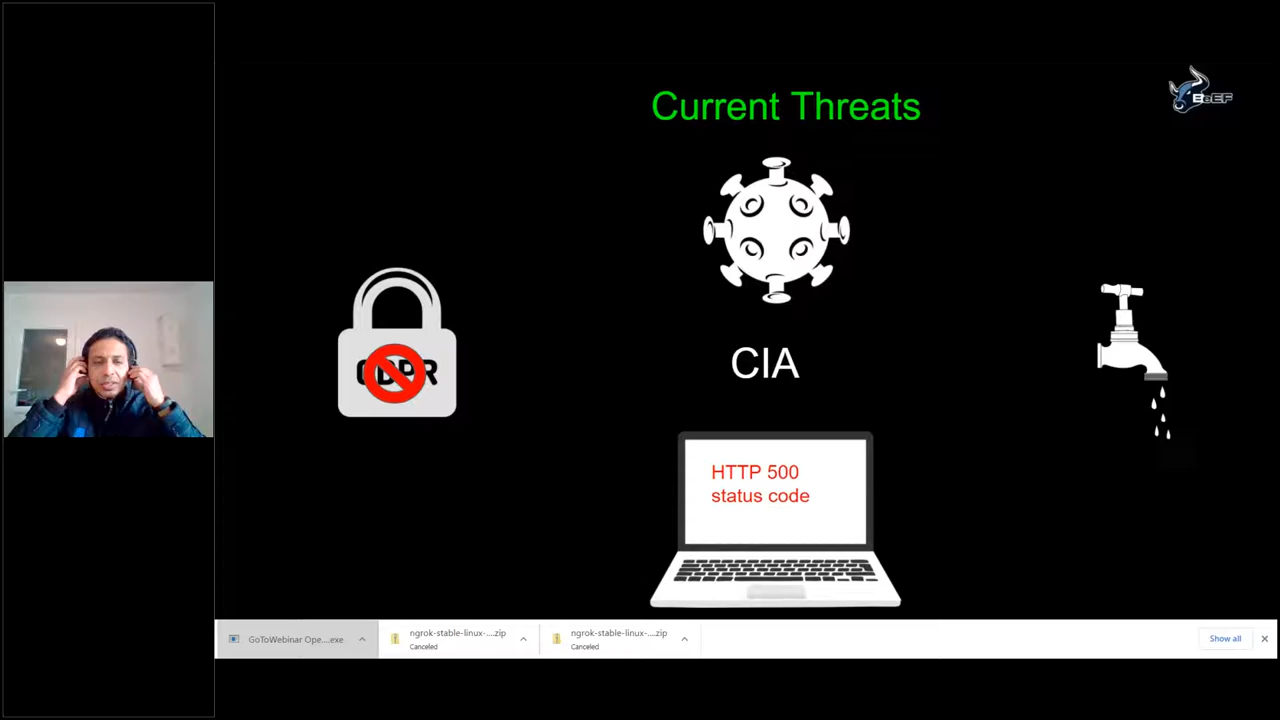 Current Threats
BeEF
GDPR
CIA
HTTP 500
status code
GoToWebinar Ope....exe
ngrok-stable-linux-....zip
Canceled
ngrok-stable-linux-....zip
Canceled
Show all